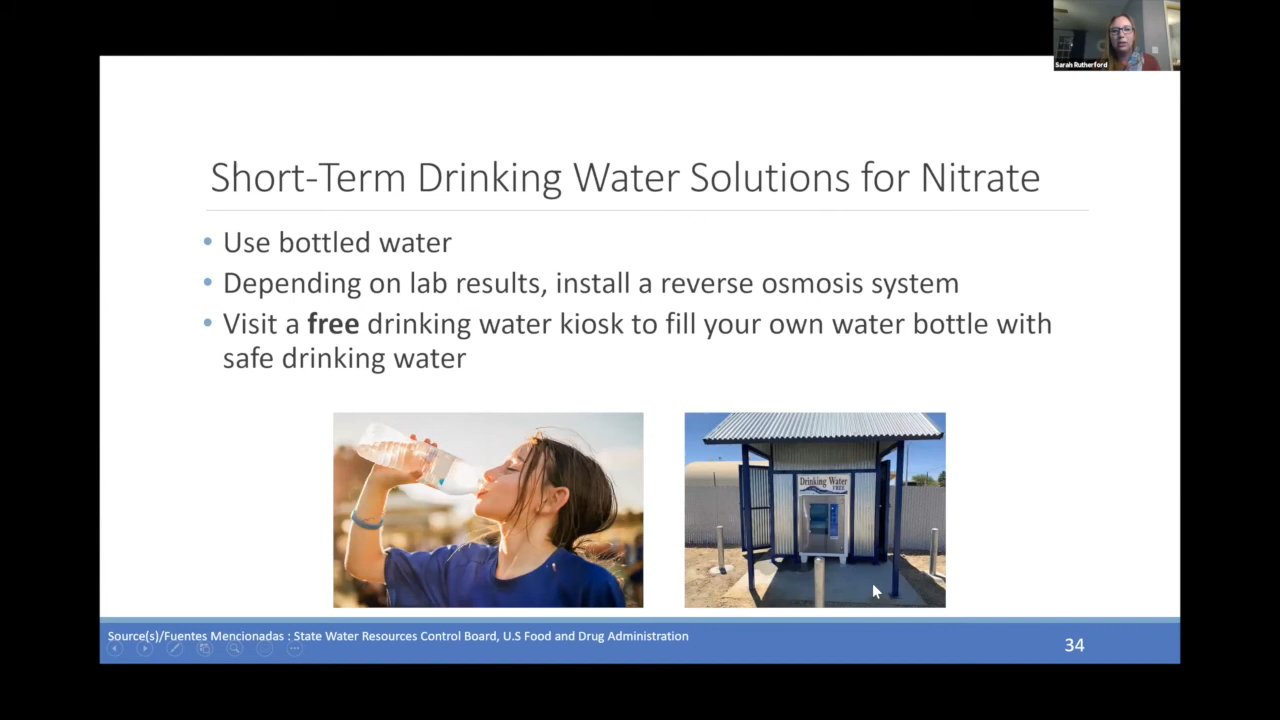 Sarah Rutherford
Short-Term Drinking Water Solutions for Nitrate
• Use bottled water
• Depending on lab results, install a reverse osmosis system
• Visit a free drinking water kiosk to fill your own water bottle with
safe drinking water
Drinking Water
FREE
Source(s)/Fuentes Mencionadas : State Water Resources Control Board, U.S Food and Drug Administration
34